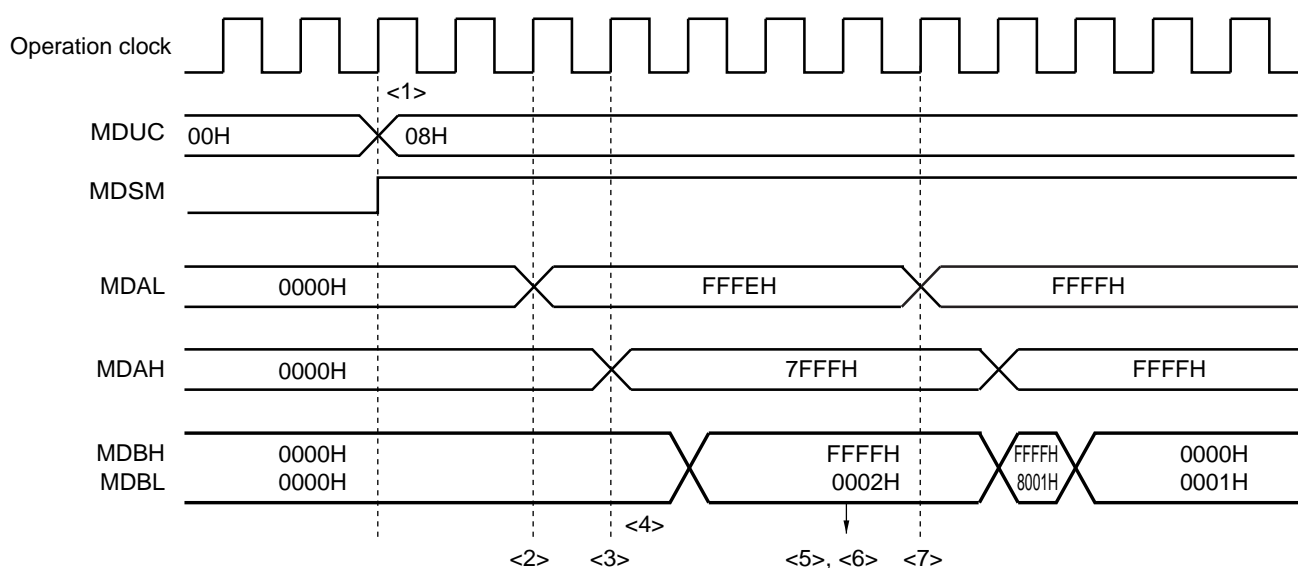 Operation clock
<1>
MDUC 00H 08H
MDSM
MDAL 0000H FFFEH FFFFH
MDAH 0000H 7FFFH FFFFH
MDBH 0000H FFFFH FFFFH 0000H
MDBL 0000H 0002H 8001H 0001H
<4>
<2> <3> <5>, <6> <7>